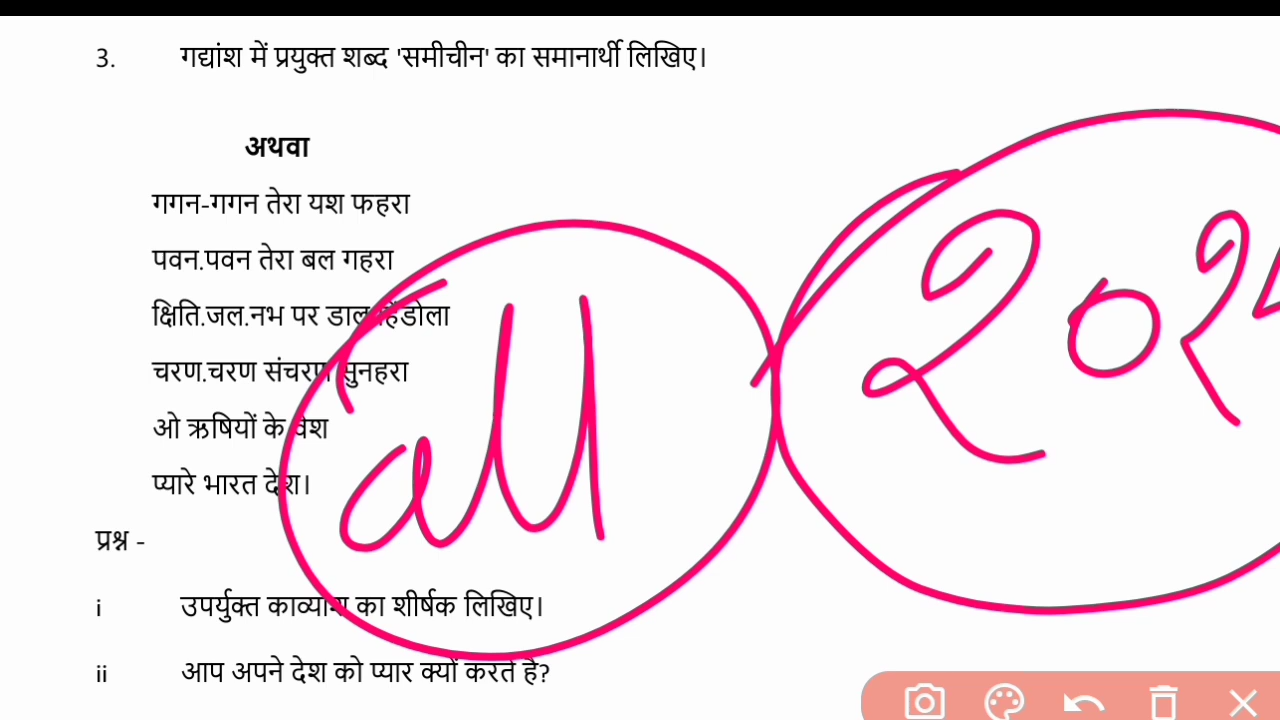 3. गद्यांश में प्रयुक्त शब्द 'समीचीन' का समानार्थी लिखिए।
अथवा
गगन-गगन तेरा यश फहरा
पवन.पवन तेरा बल गहरा
क्षिति.जल.नभ पर डाल हिंडोला
चरण.चरण संचरण सुनहरा
ओ ऋषियों के वेश
प्यारे भारत देश।
all
प्रश्न -
i उपर्युक्त काव्यांश का शीर्षक लिखिए।
ii आप अपने देश को प्यार क्यों करते है?